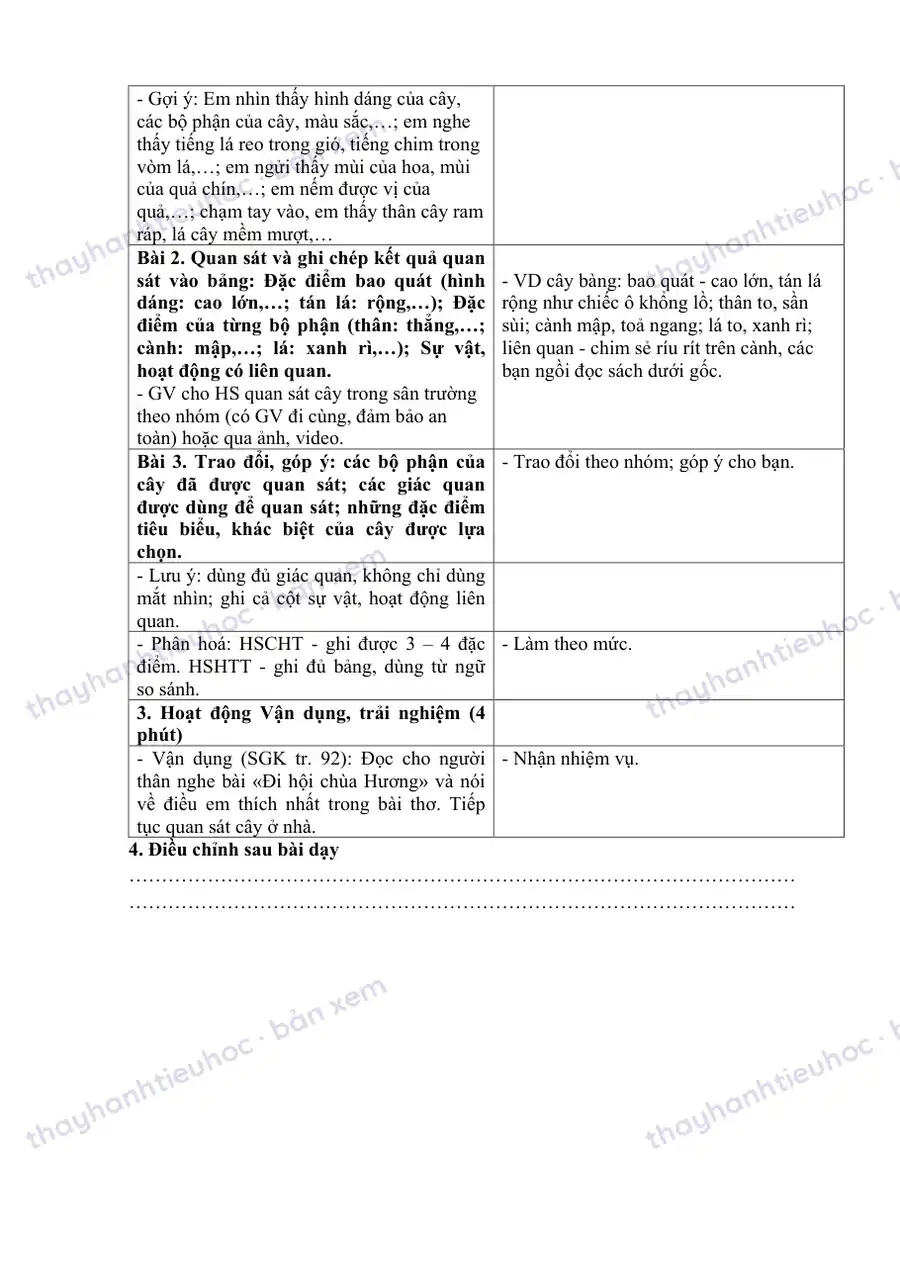 - Gợi ý: Em nhìn thấy hình dáng của cây,
các bộ phận của cây, màu sắc,…; em nghe
thấy tiếng lá reo trong gió, tiếng chim trong
vòm lá,…; em ngửi thấy mùi của hoa, mùi
của quả chín,…; em nếm được vị của
quả,…; chạm tay vào, em thấy thân cây ram
ráp, lá cây mềm mượt,…
Bài 2. Quan sát và ghi chép kết quả quan
sát vào bảng: Đặc điểm bao quát (hình
dáng: cao lớn,…; tán lá: rộng,…); Đặc
điểm của từng bộ phận (thân: thẳng,…;
cành: mập,…; lá: xanh rì,…); Sự vật,
hoạt động có liên quan.
- GV cho HS quan sát cây trong sân trường
theo nhóm (có GV đi cùng, đảm bảo an
toàn) hoặc qua ảnh, video.
- VD cây bàng: bao quát - cao lớn, tán lá
rộng như chiếc ô khổng lồ; thân to, sần
sùi; cành mập, toả ngang; lá to, xanh rì;
liên quan - chim sẻ ríu rít trên cành, các
bạn ngồi đọc sách dưới gốc.
Bài 3. Trao đổi, góp ý: các bộ phận của
cây đã được quan sát; các giác quan
được dùng để quan sát; những đặc điểm
tiêu biểu, khác biệt của cây được lựa
chọn.
- Trao đổi theo nhóm; góp ý cho bạn.
- Lưu ý: dùng đủ giác quan, không chỉ dùng
mắt nhìn; ghi cả cột sự vật, hoạt động liên
quan.
- Phân hoá: HSCHT - ghi được 3 – 4 đặc
điểm. HSHTT - ghi đủ bảng, dùng từ ngữ
so sánh.
- Làm theo mức.
3. Hoạt động Vận dụng, trải nghiệm (4
phút)
- Vận dụng (SGK tr. 92): Đọc cho người
thân nghe bài «Đi hội chùa Hương» và nói
về điều em thích nhất trong bài thơ. Tiếp
tục quan sát cây ở nhà.
- Nhận nhiệm vụ.
4. Điều chỉnh sau bài dạy
…………………………………………………………………………………………
…………………………………………………………………………………………
thayhanhtieuhoc · bản xem
thayhanhtieuhoc · b
thayhanhtieuhoc · bản xem
thayhanhtieuhoc · b
thayhanhtieuhoc · bản xem
thayhanhtieuhoc · b